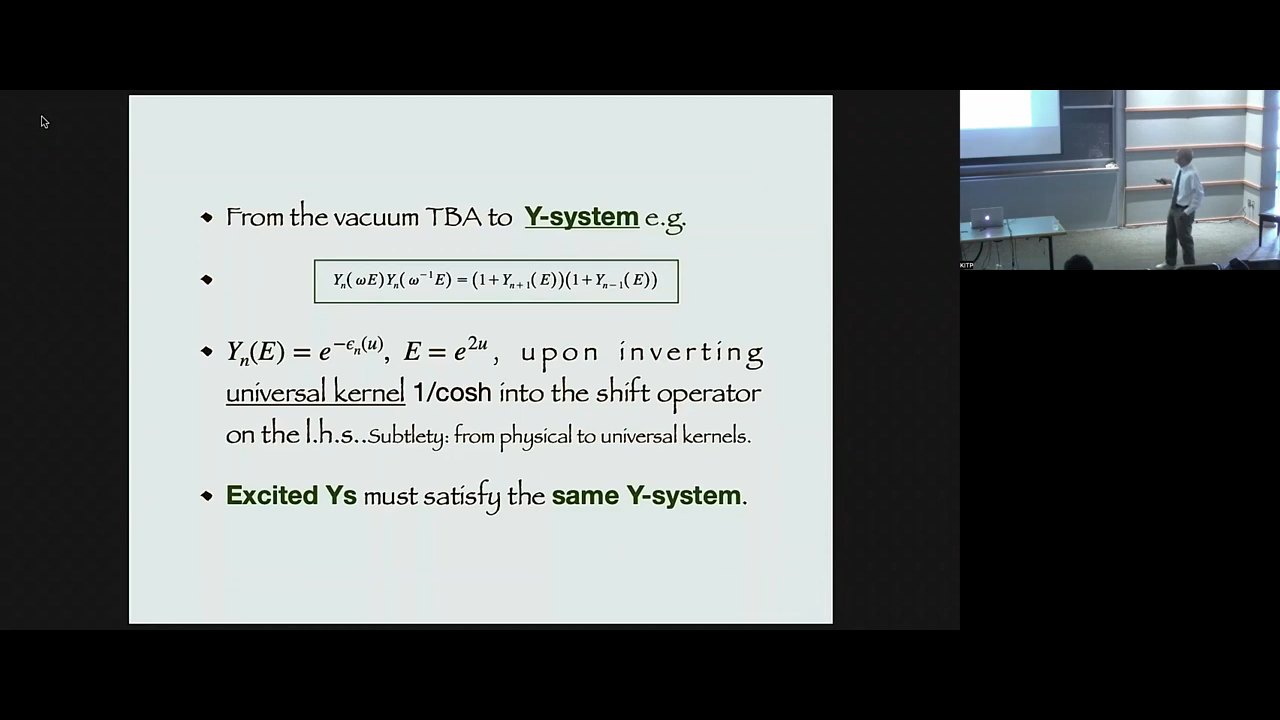 From the vacuum TBA to Y-system e.g.
Yₙ( ωE)Yₙ( ω⁻¹E) = (1+Yₙ₊₁(E))(1+Yₙ₋₁(E))
Yₙ(E) = e^{−ϵₙ(u)}, E = e^{2u}, upon inverting
universal kernel 1/cosh into the shift operator
on the l.h.s..Subtlety: from physical to universal kernels.
Excited Ys must satisfy the same Y-system.
KITP